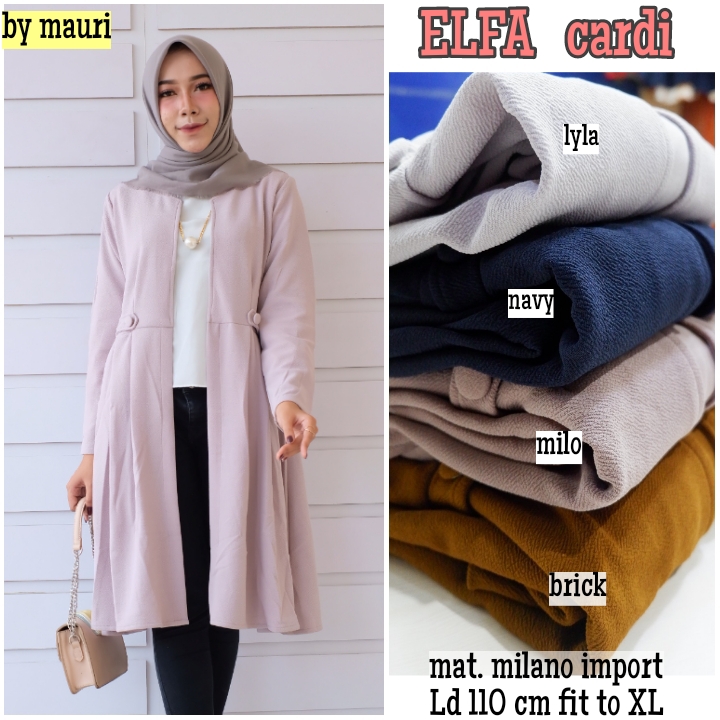 by mauri
ELFA cardi
lyla
navy
milo
brick
mat. milano import
Ld 110 cm fit to XL